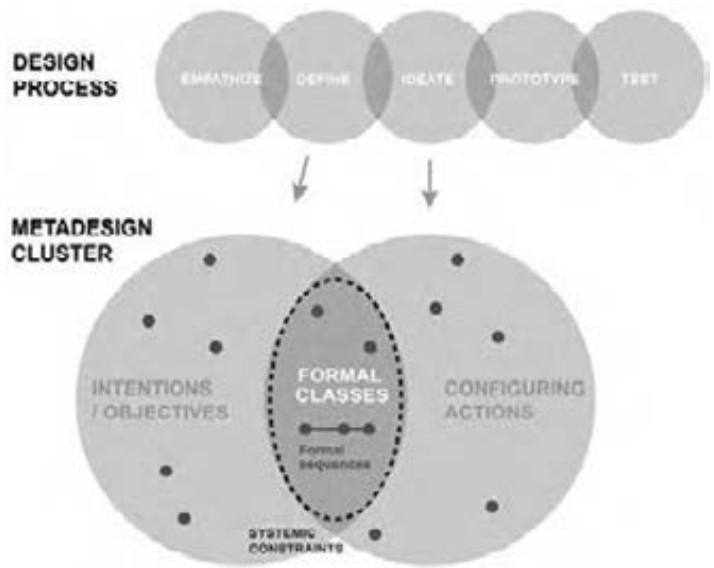 DESIGN
PROCESS
EMPATHIZE
DEFINE
IDEATE
PROTOTYPE
TEST
METADESIGN
CLUSTER
INTENTIONS
/ OBJECTIVES
FORMAL
CLASSES
CONFIGURING
ACTIONS
Formal
sequences
SYSTEMIC
CONSTRAINTS